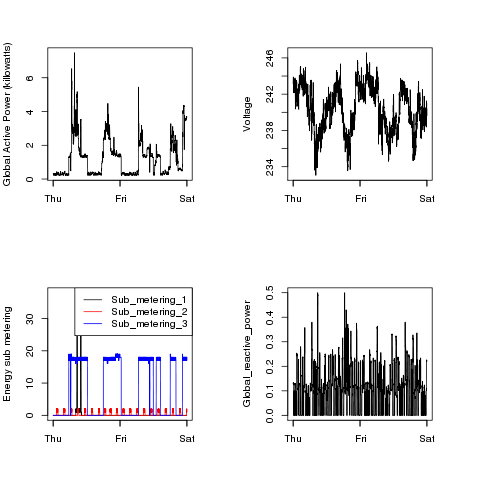 Global Active Power (kilowatts)
0 2 4 6
Thu Fri Sat
Voltage
234 238 242 246
Thu Fri Sat
Energy sub metering
0 10 20 30
Sub_metering_1
Sub_metering_2
Sub_metering_3
Thu Fri Sat
Global_reactive_power
0.0 0.1 0.2 0.3 0.4 0.5
Thu Fri Sat